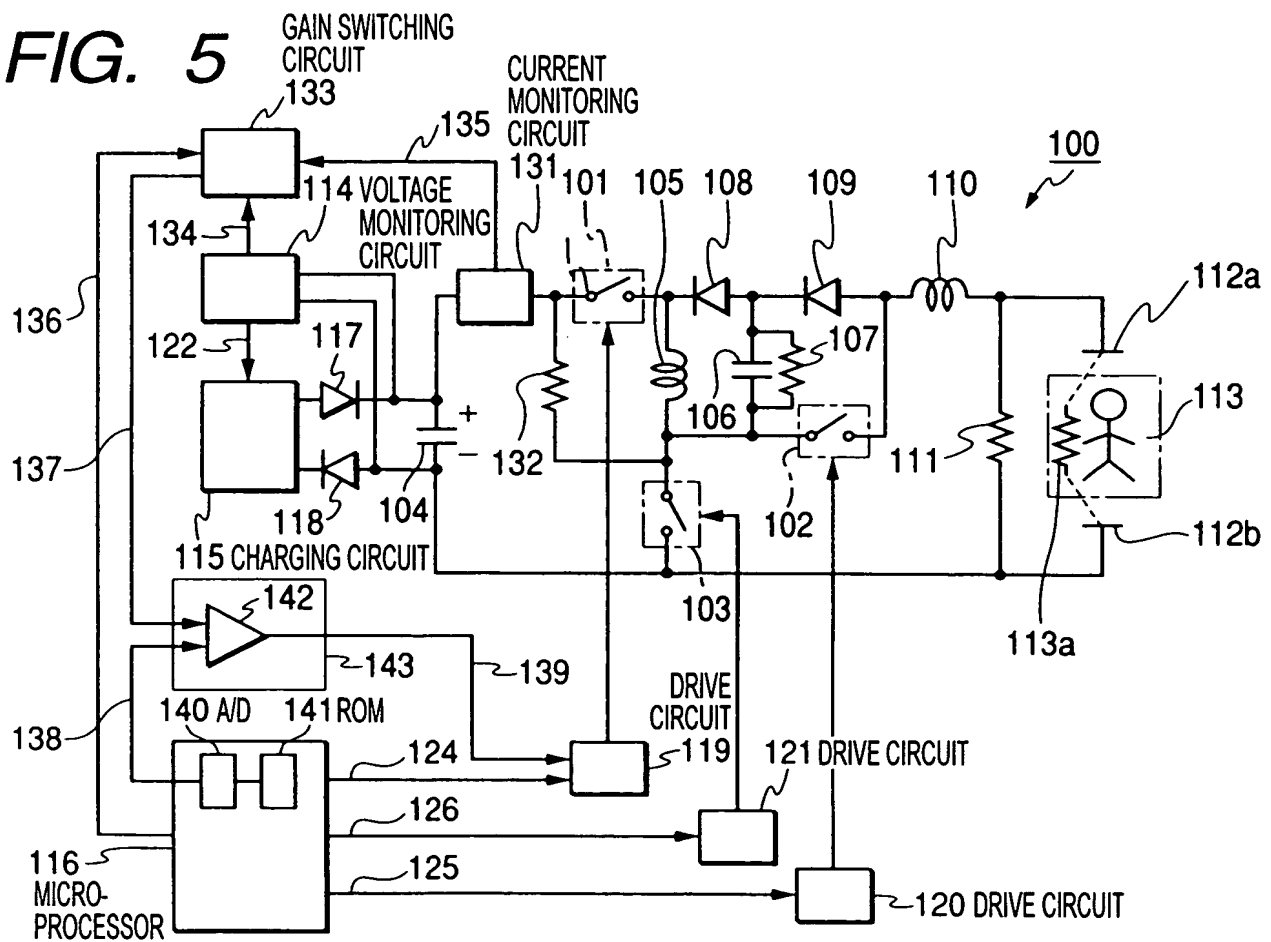 FIG. 5
GAIN SWITCHING
CIRCUIT
133
CURRENT
MONITORING
CIRCUIT
131
135
100
101
105
108
109
110
112a
114 VOLTAGE
MONITORING
CIRCUIT
134
136
122
117
107
106
132
113
111
137
+
−
104
118
102
112b
115 CHARGING CIRCUIT
103
113a
142
143
139
DRIVE
CIRCUIT
119
140 A/D
141 ROM
138
124
121 DRIVE CIRCUIT
126
116
MICRO-
PROCESSOR
125
120 DRIVE CIRCUIT